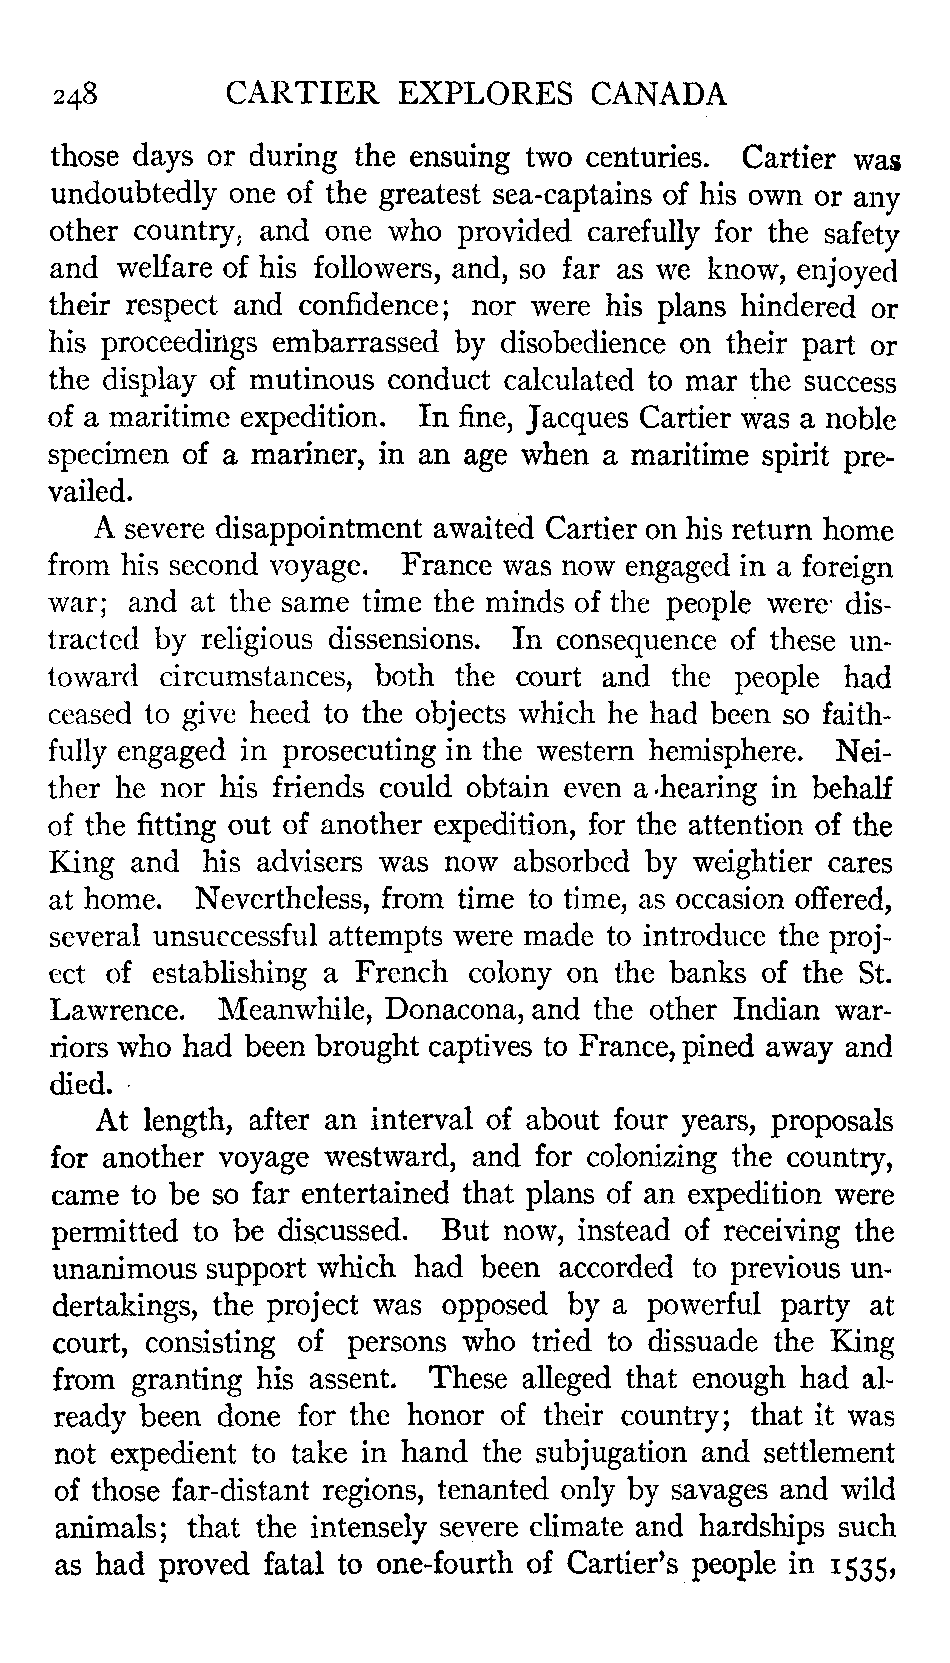 248 CARTIER EXPLORES CANADA
those days or during the ensuing two centuries. Cartier was
undoubtedly one of the greatest sea-captains of his own or any
other country, and one who provided carefully for the safety
and welfare of his followers, and, so far as we know, enjoyed
their respect and confidence; nor were his plans hindered or
his proceedings embarrassed by disobedience on their part or
the display of mutinous conduct calculated to mar the success
of a maritime expedition. In fine, Jacques Cartier was a noble
specimen of a mariner, in an age when a maritime spirit pre-
vailed.
A severe disappointment awaited Cartier on his return home
from his second voyage. France was now engaged in a foreign
war; and at the same time the minds of the people were dis-
tracted by religious dissensions. In consequence of these un-
toward circumstances, both the court and the people had
ceased to give heed to the objects which he had been so faith-
fully engaged in prosecuting in the western hemisphere. Nei-
ther he nor his friends could obtain even a hearing in behalf
of the fitting out of another expedition, for the attention of the
King and his advisers was now absorbed by weightier cares
at home. Nevertheless, from time to time, as occasion offered,
several unsuccessful attempts were made to introduce the proj-
ect of establishing a French colony on the banks of the St.
Lawrence. Meanwhile, Donacona, and the other Indian war-
riors who had been brought captives to France, pined away and
died.
At length, after an interval of about four years, proposals
for another voyage westward, and for colonizing the country,
came to be so far entertained that plans of an expedition were
permitted to be discussed. But now, instead of receiving the
unanimous support which had been accorded to previous un-
dertakings, the project was opposed by a powerful party at
court, consisting of persons who tried to dissuade the King
from granting his assent. These alleged that enough had al-
ready been done for the honor of their country; that it was
not expedient to take in hand the subjugation and settlement
of those far-distant regions, tenanted only by savages and wild
animals; that the intensely severe climate and hardships such
as had proved fatal to one-fourth of Cartier's people in 1535,